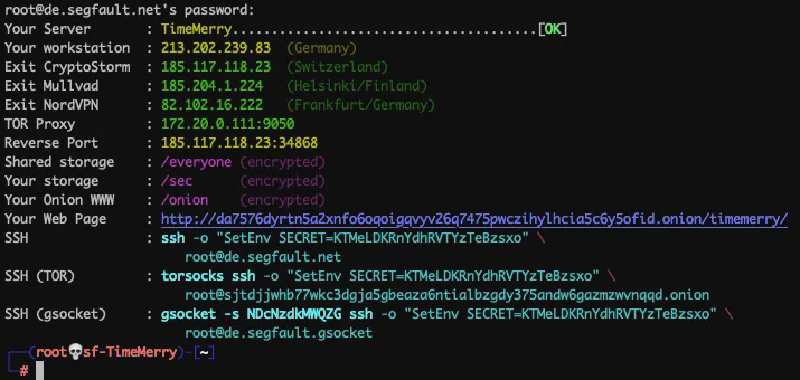 root@de.segfault.net's password:
Your Server : TimeMerry......................................[OK]
Your workstation : 213.202.239.83 (Germany)
Exit CryptoStorm : 185.117.118.23 (Switzerland)
Exit Mullvad : 185.204.1.224 (Helsinki/Finland)
Exit NordVPN : 82.102.16.222 (Frankfurt/Germany)
TOR Proxy : 172.20.0.111:9050
Reverse Port : 185.117.118.23:34868
Shared storage : /everyone (encrypted)
Your storage : /sec (encrypted)
Your Onion WWW : /onion (encrypted)
Your Web Page : http://da7576dyrtn5a2xnfo6oqoigqvyv26q7475pwczihylhcia5c6y5ofid.onion/timemerry/
SSH : ssh -o "SetEnv SECRET=KTMeLDKRnYdhRVTYzTeBzsxo" \
root@de.segfault.net
SSH (TOR) : torsocks ssh -o "SetEnv SECRET=KTMeLDKRnYdhRVTYzTeBzsxo" \
root@sjtdjjwhb77wkc3dgja5gbeaza6ntialbzgdy375andw6gazmzwvnqqd.onion
SSH (gsocket) : gsocket -s NDcNzdkMWQZG ssh -o "SetEnv SECRET=KTMeLDKRnYdhRVTYzTeBzsxo" \
root@de.segfault.gsocket
┌──(root💀sf-TimeMerry)-[~]
└─#